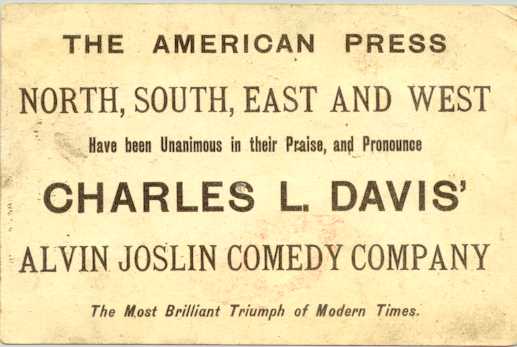 THE AMERICAN PRESS
NORTH, SOUTH, EAST AND WEST
Have been Unanimous in their Praise, and Pronounce
CHARLES L. DAVIS'
ALVIN JOSLIN COMEDY COMPANY
The Most Brilliant Triumph of Modern Times.